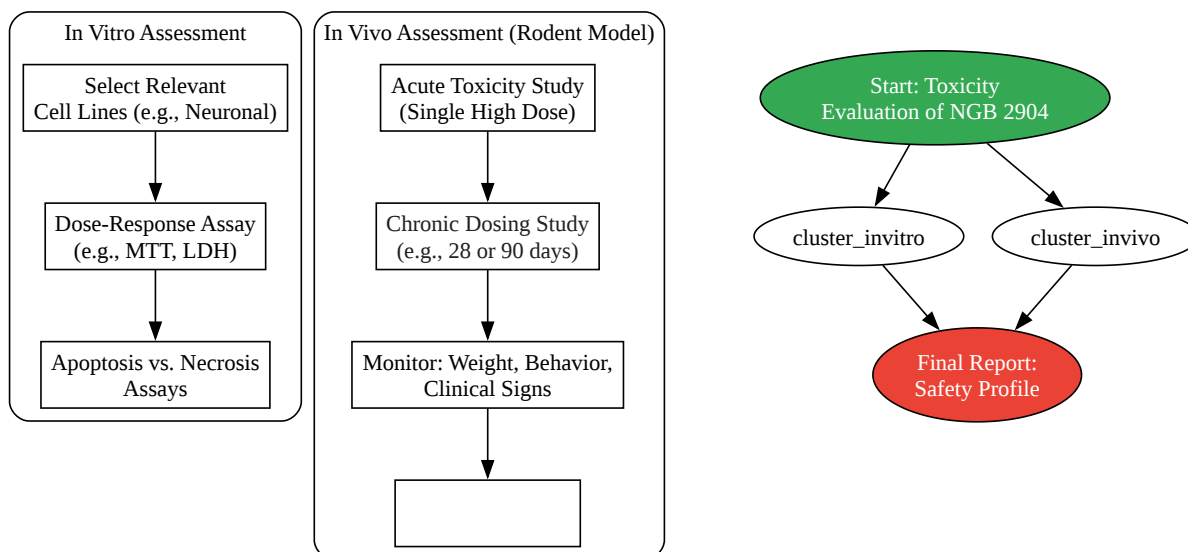 In Vitro Assessment
Select Relevant
Cell Lines (e.g., Neuronal)
Dose-Response Assay
(e.g., MTT, LDH)
Apoptosis vs. Necrosis
Assays
In Vivo Assessment (Rodent Model)
Acute Toxicity Study
(Single High Dose)
Chronic Dosing Study
(e.g., 28 or 90 days)
Monitor: Weight, Behavior,
Clinical Signs
Start: Toxicity
Evaluation of NGB 2904
cluster_invitro
cluster_invivo
Final Report:
Safety Profile